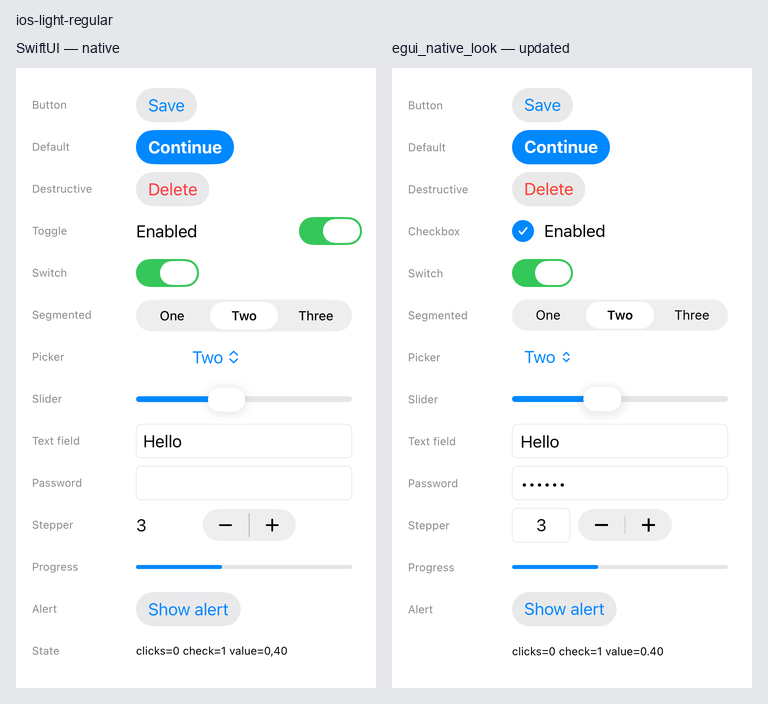 ios-light-regular
SwiftUI — native
Button Save
Default Continue
Destructive Delete
Toggle Enabled
Switch
Segmented One Two Three
Picker Two
Slider
Text field Hello
Password
Stepper 3 − +
Progress
Alert Show alert
State clicks=0 check=1 value=0,40
egui_native_look — updated
Button Save
Default Continue
Destructive Delete
Checkbox Enabled
Switch
Segmented One Two Three
Picker Two
Slider
Text field Hello
Password ••••••
Stepper 3 − +
Progress
Alert Show alert
clicks=0 check=1 value=0.40